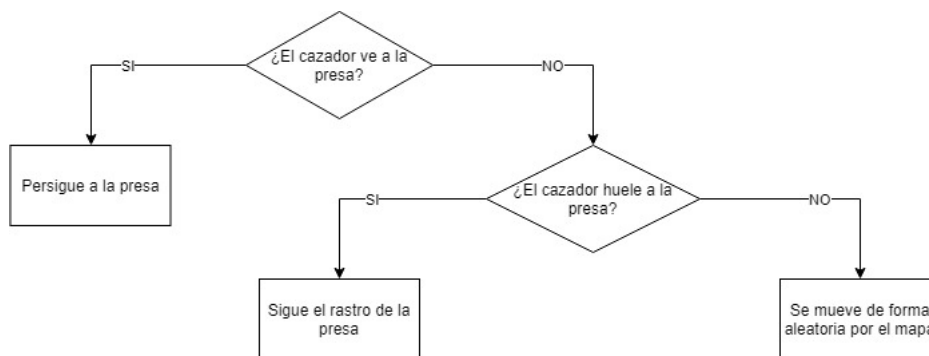 ¿El cazador ve a la
presa?
SI
NO
Persigue a la presa
¿El cazador huele a la
presa?
SI
NO
Sigue el rastro de la
presa
Se mueve de forma
aleatoria por el mapa